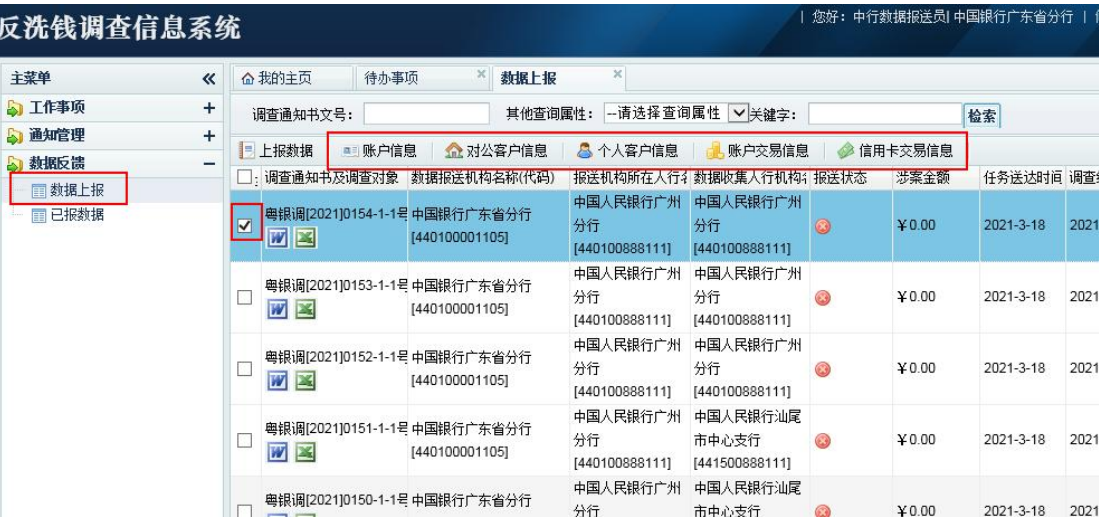 反洗钱调查信息系统
| 您好：中行数据报送员| 中国银行广东省分行 |
主菜单 «
工作事项 +
通知管理 +
数据反馈 −
数据上报
已报数据
我的主页 待办事项 × 数据上报 ×
调查通知书文号： 其他查询属性： --请选择查询属性 关键字： 检索
上报数据 账户信息 对公客户信息 个人客户信息 账户交易信息 信用卡交易信息
调查通知书及调查对象 数据报送机构名称(代码) 报送机构所在人行名 数据收集人行机构名 报送状态 涉案金额 任务送达时间 调查
粤银调[2021]0154-1-1号 中国银行广东省分行 [440100001105] 中国人民银行广州分行 [440100888111] 中国人民银行广州分行 [440100888111] ￥0.00 2021-3-18 2021
粤银调[2021]0153-1-1号 中国银行广东省分行 [440100001105] 中国人民银行广州分行 [440100888111] 中国人民银行广州分行 [440100888111] ￥0.00 2021-3-18 2021
粤银调[2021]0152-1-1号 中国银行广东省分行 [440100001105] 中国人民银行广州分行 [440100888111] 中国人民银行广州分行 [440100888111] ￥0.00 2021-3-18 2021
粤银调[2021]0151-1-1号 中国银行广东省分行 [440100001105] 中国人民银行广州分行 [440100888111] 中国人民银行汕尾市中心支行 [441500888111] ￥0.00 2021-3-18 2021
粤银调[2021]0150-1-1号 中国银行广东省分行 中国人民银行广州分行 中国人民银行汕尾市中心支行 ￥0.00 2021-3-18 2021